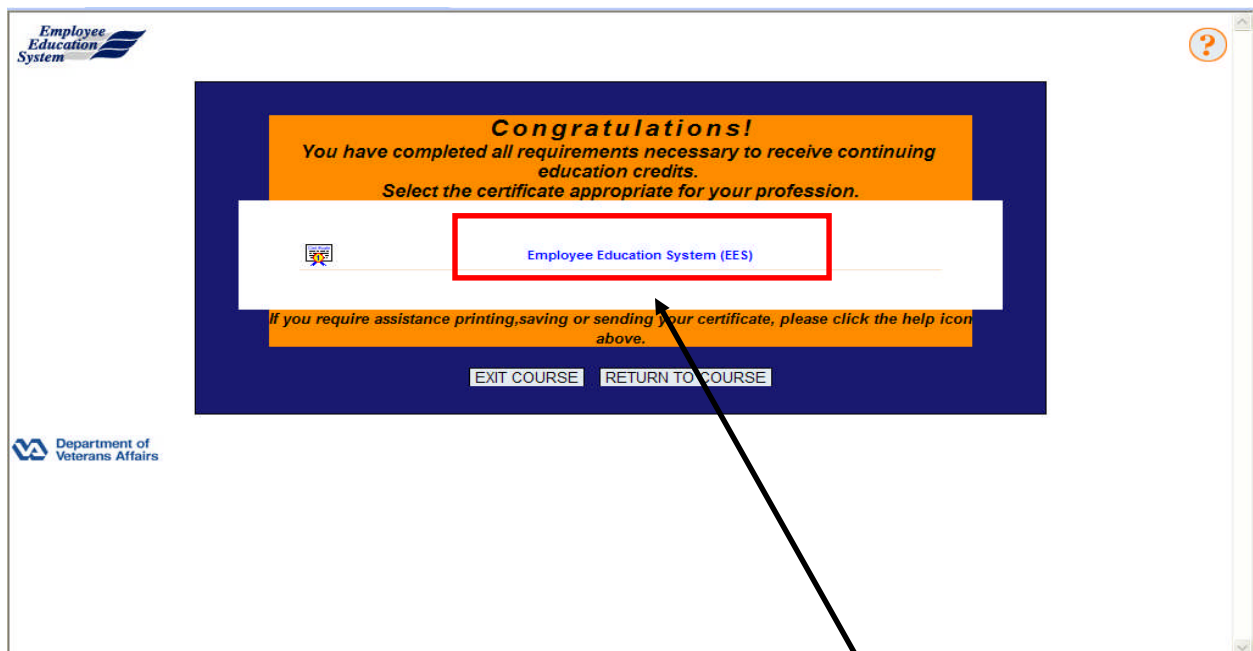 Employee
Education
System
?
Congratulations!
You have completed all requirements necessary to receive continuing
education credits.
Select the certificate appropriate for your profession.
Employee Education System (EES)
If you require assistance printing,saving or sending your certificate, please click the help icon
above.
EXIT COURSE RETURN TO COURSE
VA Department of
Veterans Affairs